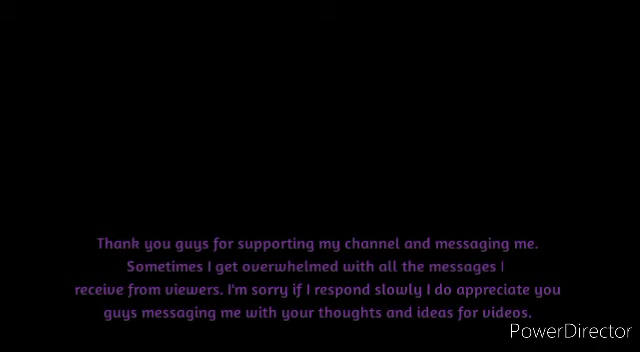 Thank you guys for supporting my channel and messaging me.
Sometimes I get overwhelmed with all the messages I
receive from viewers. I'm sorry if I respond slowly I do appreciate you
guys messaging me with your thoughts and ideas for videos.
PowerDirector